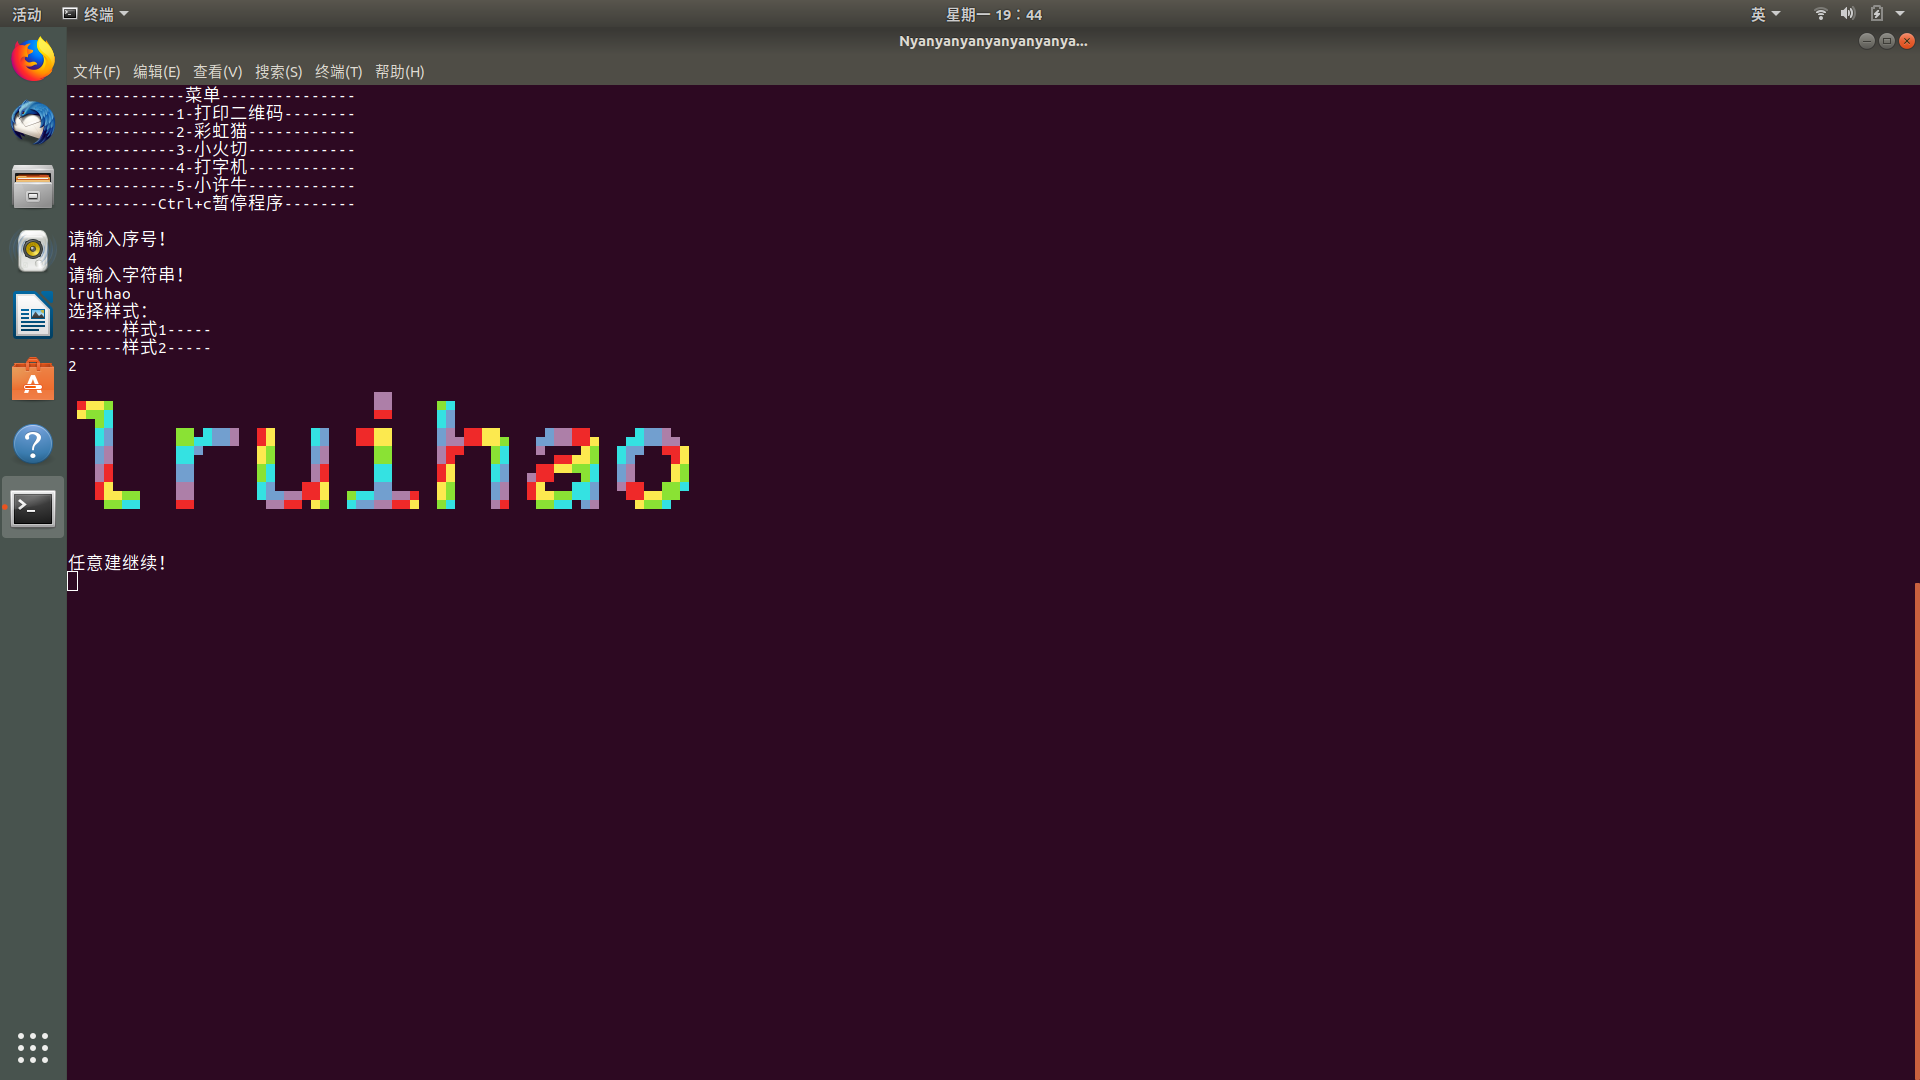 活动 终端 星期一 19：44 英
Nyanyanyanyanyanyanya...
文件(F) 编辑(E) 查看(V) 搜索(S) 终端(T) 帮助(H)
-------------菜单---------------
------------1-打印二维码--------
------------2-彩虹猫------------
------------3-小火切------------
------------4-打字机------------
------------5-小许牛------------
----------Ctrl+c暂停程序--------
请输入序号！
4
请输入字符串！
lruihao
选择样式：
------样式1-----
------样式2-----
2
lruihao
任意建继续！